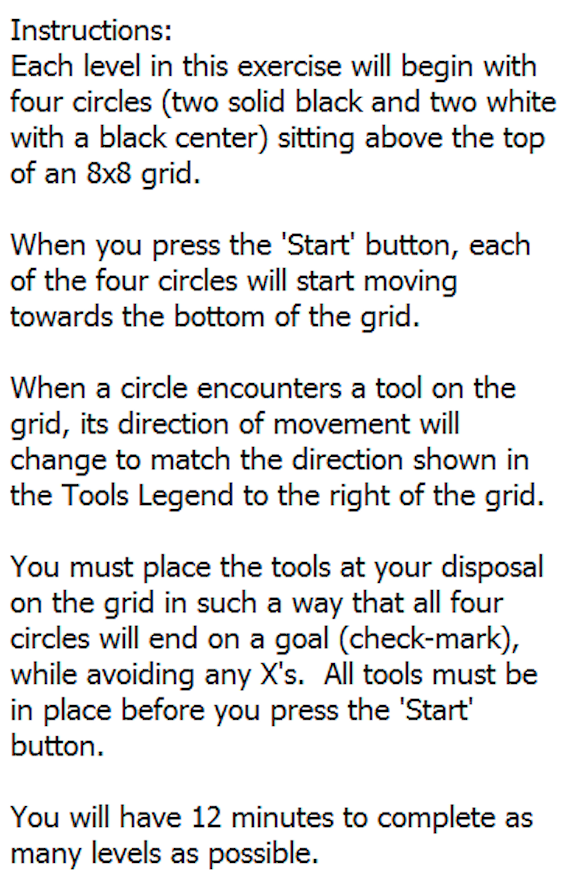 Instructions:
Each level in this exercise will begin with
four circles (two solid black and two white
with a black center) sitting above the top
of an 8x8 grid.
When you press the 'Start' button, each
of the four circles will start moving
towards the bottom of the grid.
When a circle encounters a tool on the
grid, its direction of movement will
change to match the direction shown in
the Tools Legend to the right of the grid.
You must place the tools at your disposal
on the grid in such a way that all four
circles will end on a goal (check-mark),
while avoiding any X's.  All tools must be
in place before you press the 'Start'
button.
You will have 12 minutes to complete as
many levels as possible.